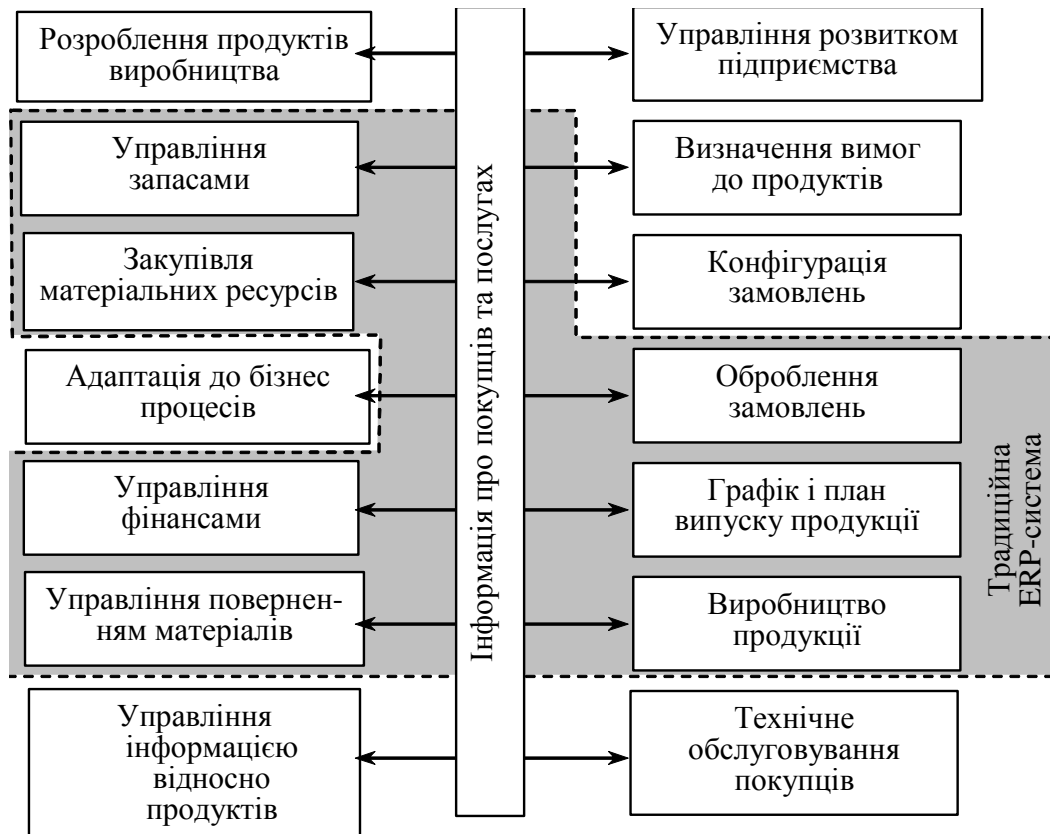 Розроблення продуктів
виробництва
Управління розвитком
підприємства
Управління
запасами
Визначення вимог
до продуктів
Закупівля
матеріальних ресурсів
Конфігурація
замовлень
Адаптація до бізнес
процесів
Оброблення
замовлень
Управління
фінансами
Графік і план
випуску продукції
Управління повернен-
ням матеріалів
Виробництво
продукції
Управління
інформацією
відносно
продуктів
Технічне
обслуговування
покупців
Інформація про покупців та послугах
Традиційна
ERP-система